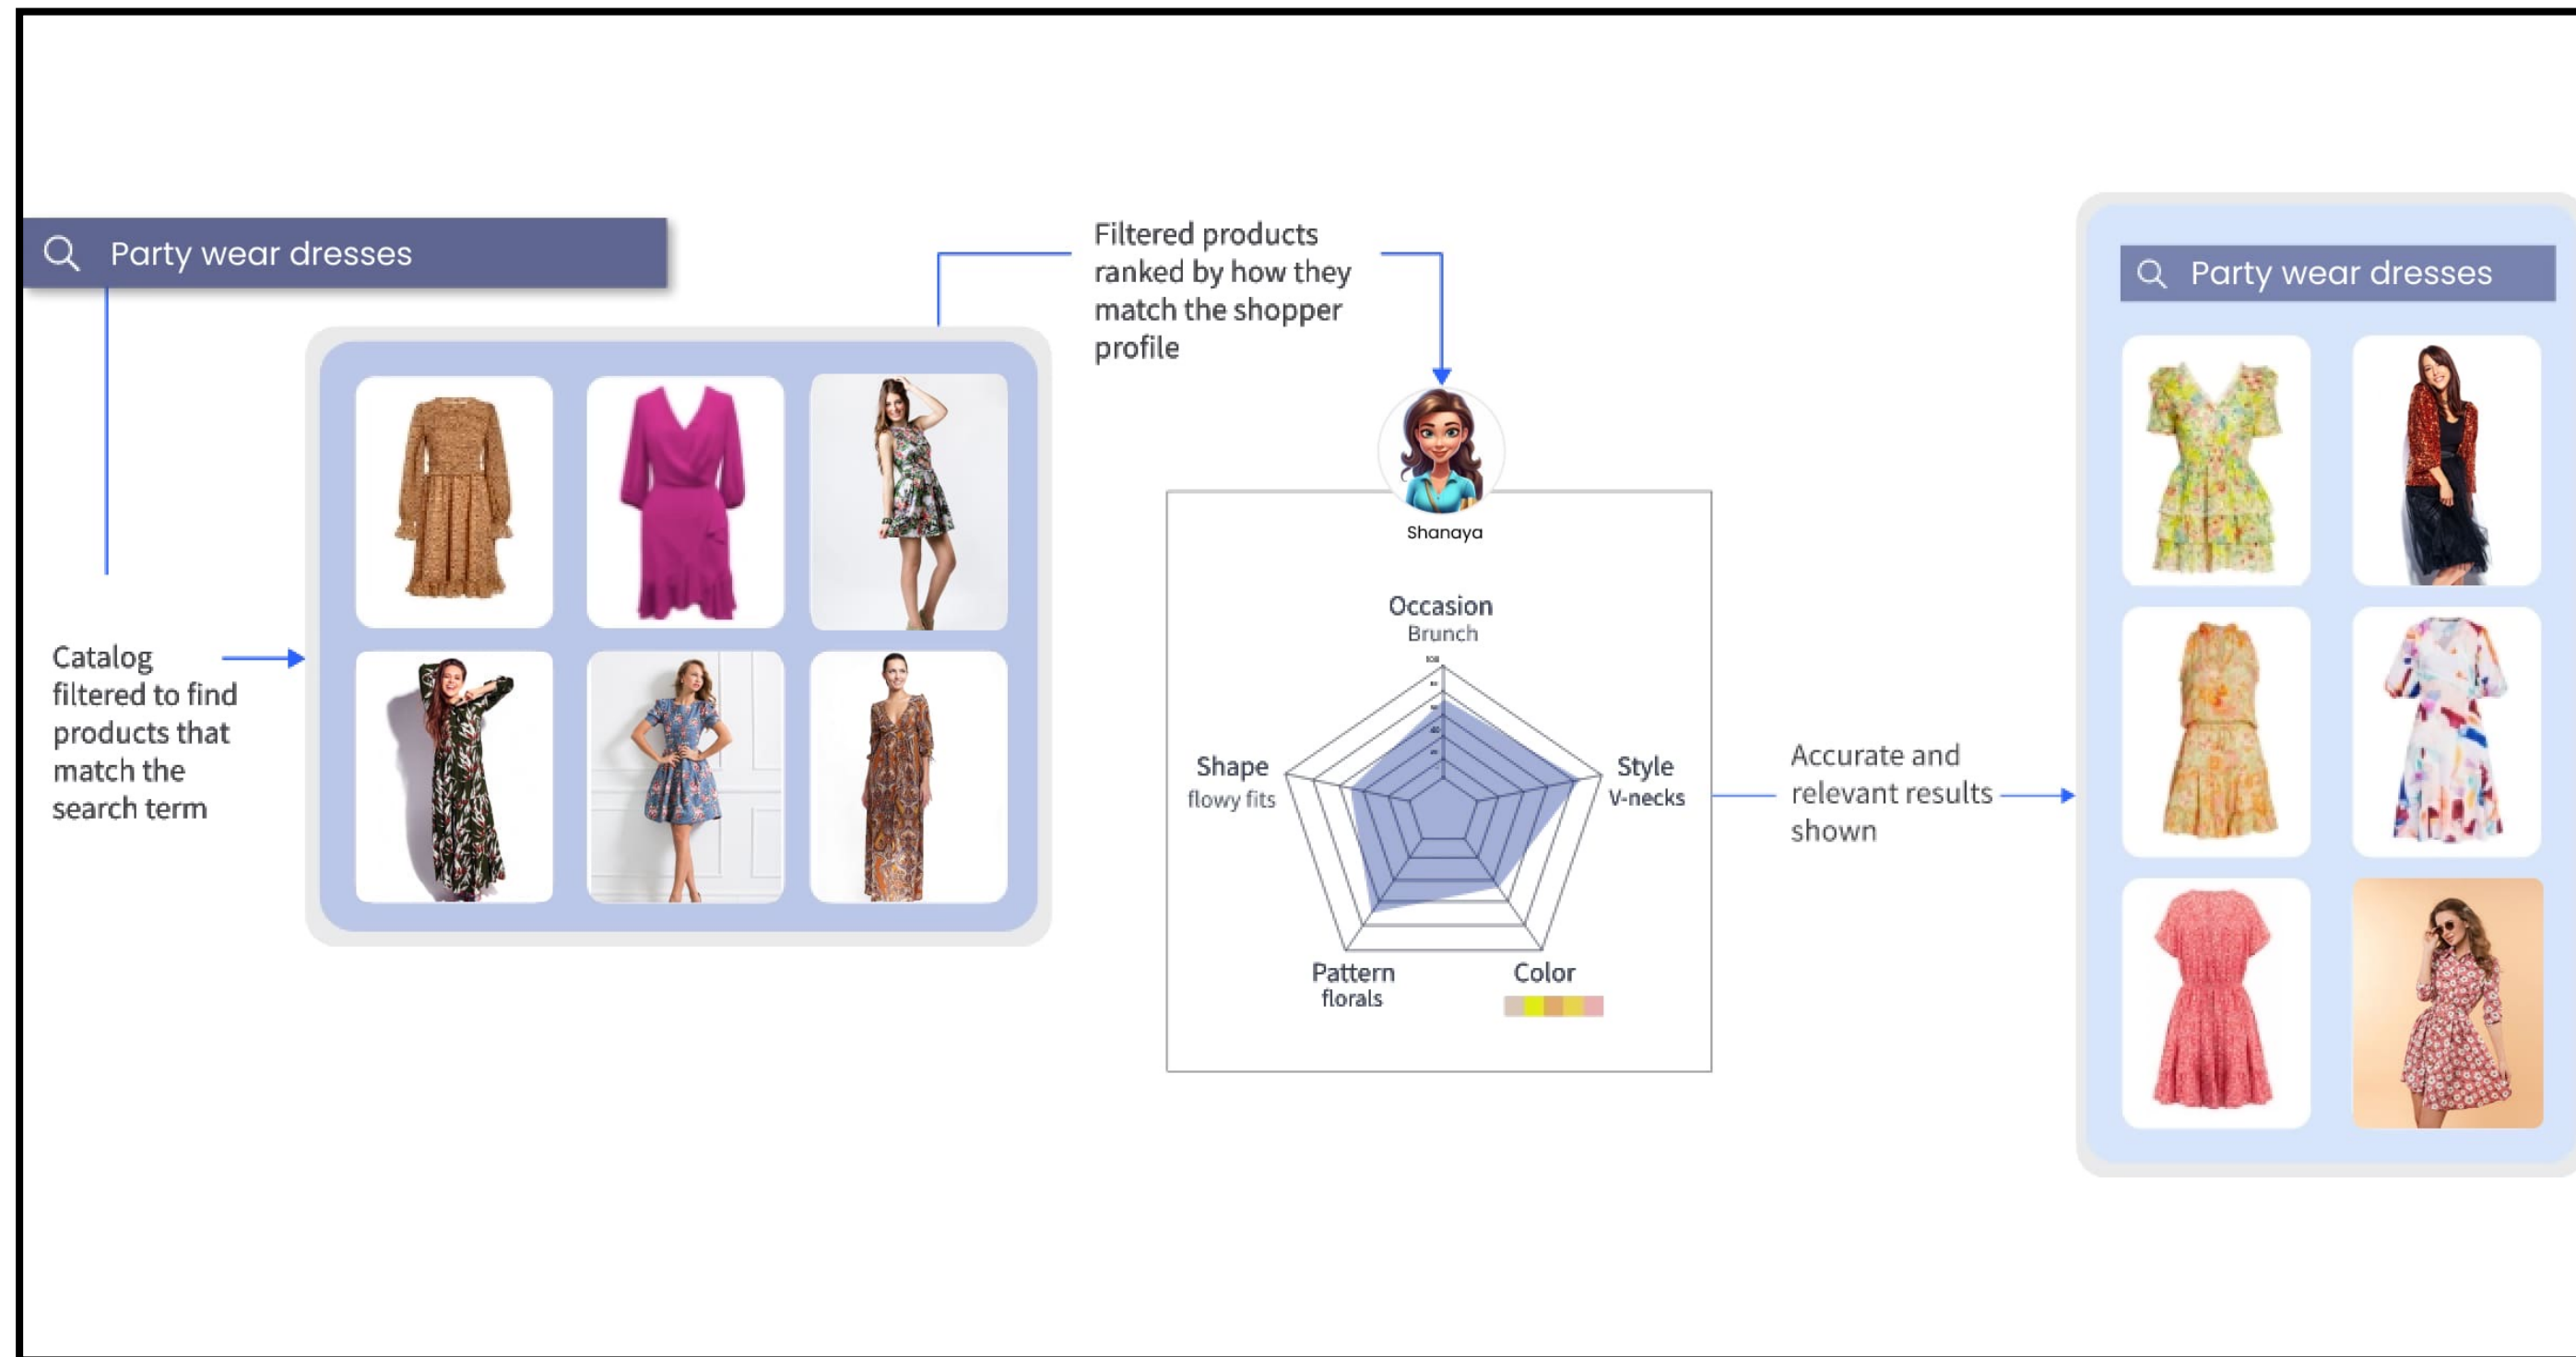 Party wear dresses
Catalog
filtered to find
products that
match the
search term
Filtered products
ranked by how they
match the shopper
profile
Shanaya
Occasion
Brunch
100
Shape
flowy fits
Style
V-necks
Pattern
florals
Color
Accurate and
relevant results
shown
Party wear dresses